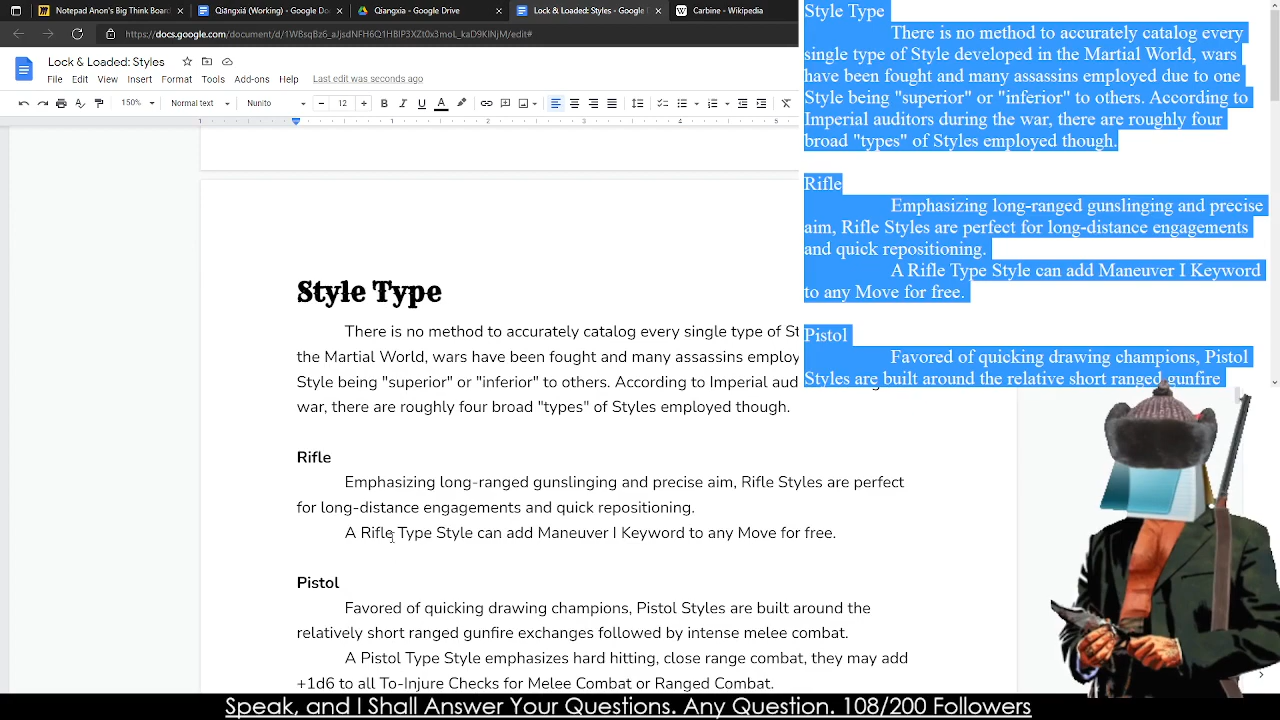 Notepad Anon's Big Think Board
Qiángxiá (Working) - Google Do
Qiangxia - Google Drive
Lock & Loaded: Styles - Google
Carbine - Wikipedia
https://docs.google.com/document/d/1WBsqBz6_aJjsdNFH6Q1HBIP3XZt0x3moL_kaD9KINjM/edit#
Lock & Loaded: Styles
File Edit View Insert Format Tools Add-ons Help Last edit was seconds ago
150% Normal text Nunito 12 B I U A
1 1 2 3 4 5
Style Type
There is no method to accurately catalog every single type of St
the Martial World, wars have been fought and many assassins employ
Style being "superior" or "inferior" to others. According to Imperial aud
war, there are roughly four broad "types" of Styles employed though.
Rifle
Emphasizing long-ranged gunslinging and precise aim, Rifle Styles are perfect
for long-distance engagements and quick repositioning.
A Rifle Type Style can add Maneuver I Keyword to any Move for free.
Pistol
Favored of quicking drawing champions, Pistol Styles are built around the
relatively short ranged gunfire exchanges followed by intense melee combat.
A Pistol Type Style emphasizes hard hitting, close range combat, they may add
+1d6 to all To-Injure Checks for Melee Combat or Ranged Combat.
Style Type
There is no method to accurately catalog every
single type of Style developed in the Martial World, wars
have been fought and many assassins employed due to one
Style being "superior" or "inferior" to others. According to
Imperial auditors during the war, there are roughly four
broad "types" of Styles employed though.
Rifle
Emphasizing long-ranged gunslinging and precise
aim, Rifle Styles are perfect for long-distance engagements
and quick repositioning.
A Rifle Type Style can add Maneuver I Keyword
to any Move for free.
Pistol
Favored of quicking drawing champions, Pistol
Styles are built around the relative short ranged gunfire
Speak, and I Shall Answer Your Questions. Any Question. 108/200 Followers